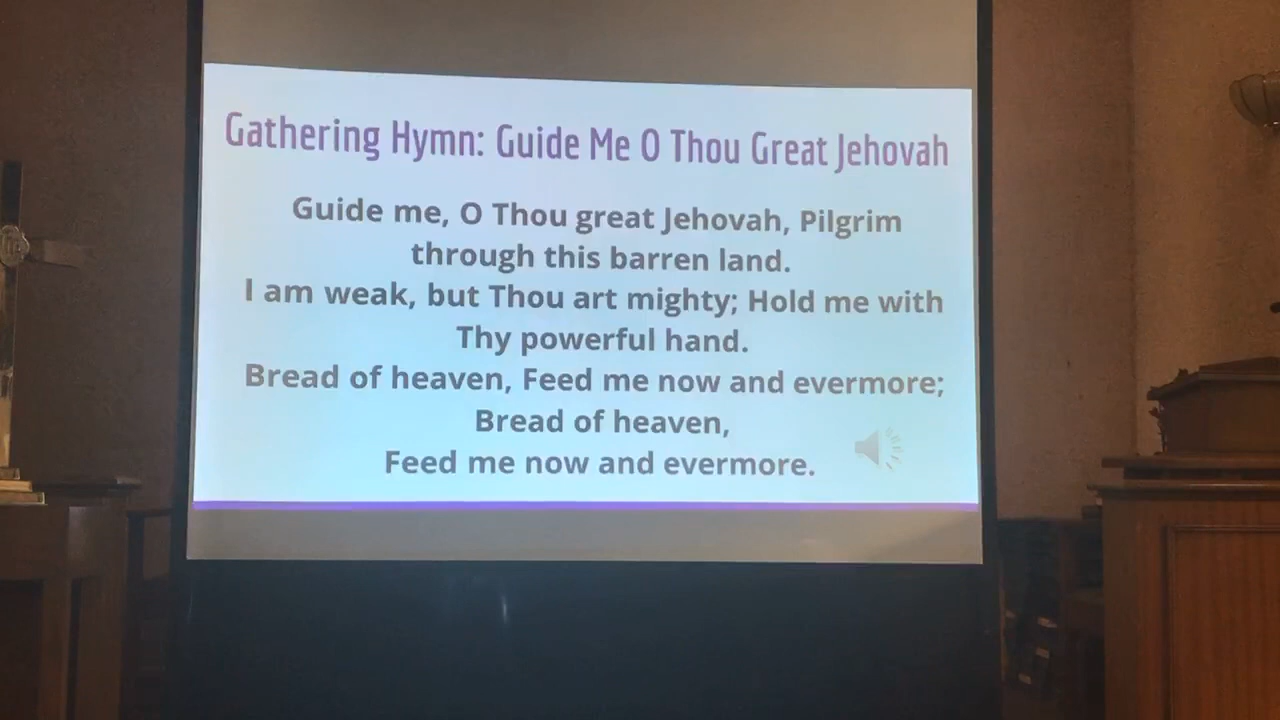 Gathering Hymn: Guide Me O Thou Great Jehovah
Guide me, O Thou great Jehovah, Pilgrim
through this barren land.
I am weak, but Thou art mighty; Hold me with
Thy powerful hand.
Bread of heaven, Feed me now and evermore;
Bread of heaven,
Feed me now and evermore.